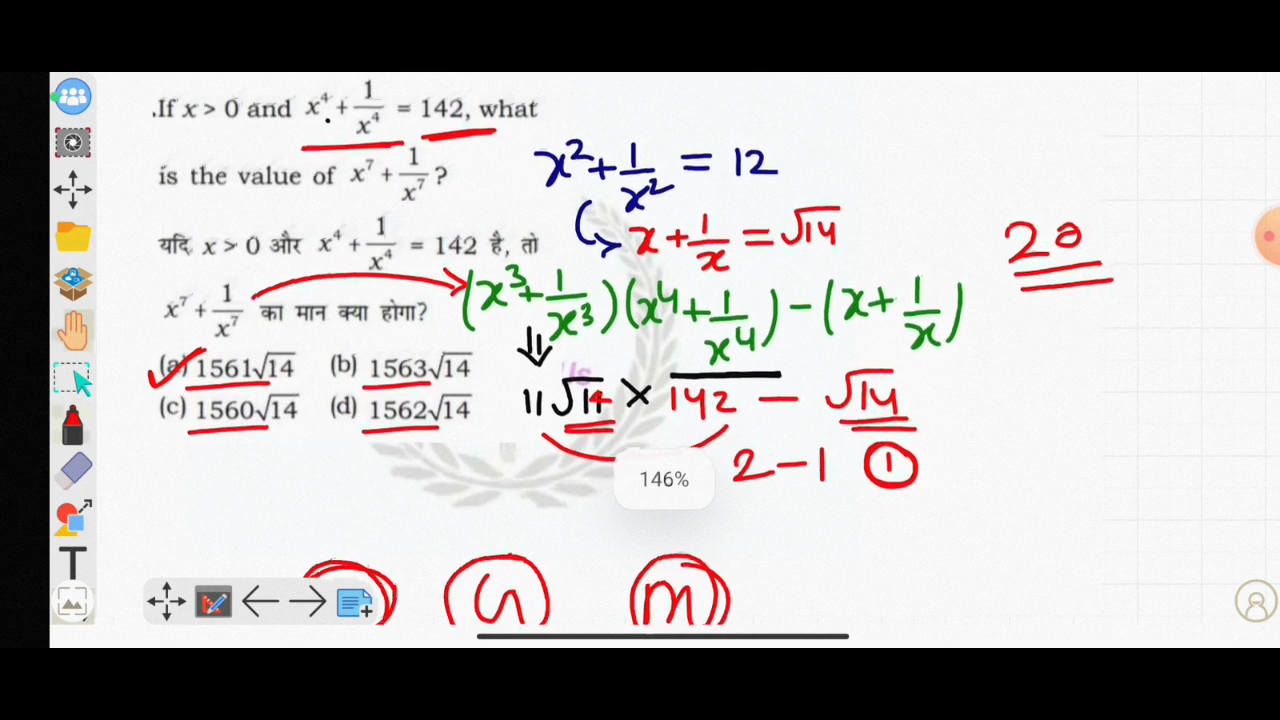 .If x > 0 and x⁴ + 1/x⁴ = 142, what
is the value of x⁷ + 1/x⁷ ?
यदि x > 0 और x⁴ + 1/x⁴ = 142 है, तो
x⁷ + 1/x⁷ का मान क्या होगा?
(a) 1561√14 (b) 1563√14
(c) 1560√14 (d) 1562√14
x² + 1/x² = 12
x + 1/x = √14
(x³ + 1/x³)(x⁴ + 1/x⁴) − (x + 1/x)
11√14 × 142 − √14
2 − 1 1
146%
T